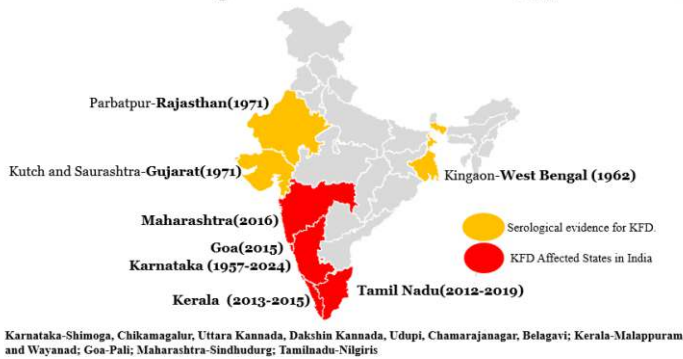 Parbatpur-Rajasthan(1971)
Kutch and Saurashtra-Gujarat(1971)
Kingaon-West Bengal (1962)
Maharashtra(2016)
Serological evidence for KFD.
Goa(2015)
Karnataka (1957-2024)
KFD Affected States in India
Tamil Nadu(2012-2019)
Kerala (2013-2015)
Karnataka-Shimoga, Chikamagalur, Uttara Kannada, Dakshin Kannada, Udupi, Chamarajanagar, Belagavi; Kerala-Malappuram
and Wayanad; Goa-Pali; Maharashtra-Sindhudurg; Tamilnadu-Nilgiris